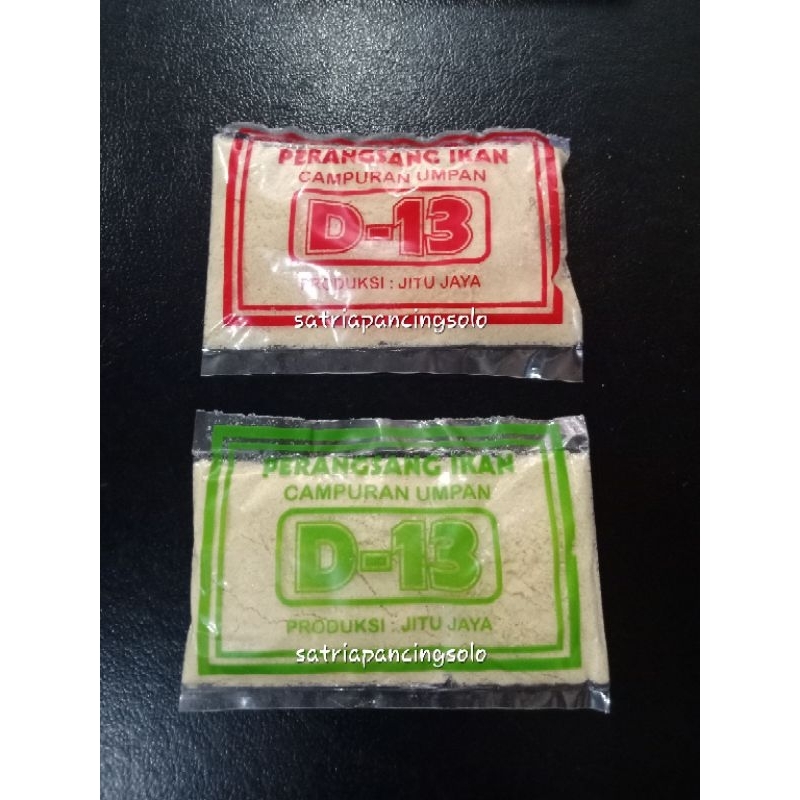 PERANGSANG IKAN
CAMPURAN UMPAN
D-13
PRODUKSI : JITU JAYA
satriapancingsolo
PERANGSANG IKAN
CAMPURAN UMPAN
D-13
PRODUKSI : JITU JAYA
satriapancingsolo